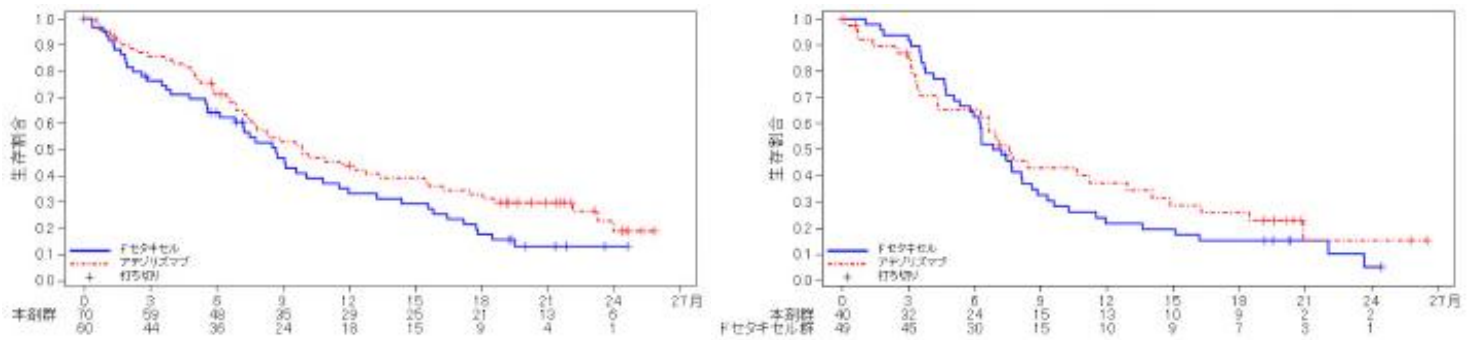 1.0
0.9
0.8
0.7
0.6
0.5
0.4
0.3
0.2
0.1
0.0
生存割合
ドセタキセル
アテゾリズマブ
打ち切り
0 3 6 9 12 15 18 21 24 27月
本剤群 70 59 48 35 29 25 21 13 6
60 44 36 24 18 15 9 4 1
1.0
0.9
0.8
0.7
0.6
0.5
0.4
0.3
0.2
0.1
0.0
生存割合
ドセタキセル
アテゾリズマブ
打ち切り
0 3 6 9 12 15 18 21 24 27月
本剤群 40 32 24 15 13 10 9 2 2
ドセタキセル群 49 45 30 15 10 9 7 3 1